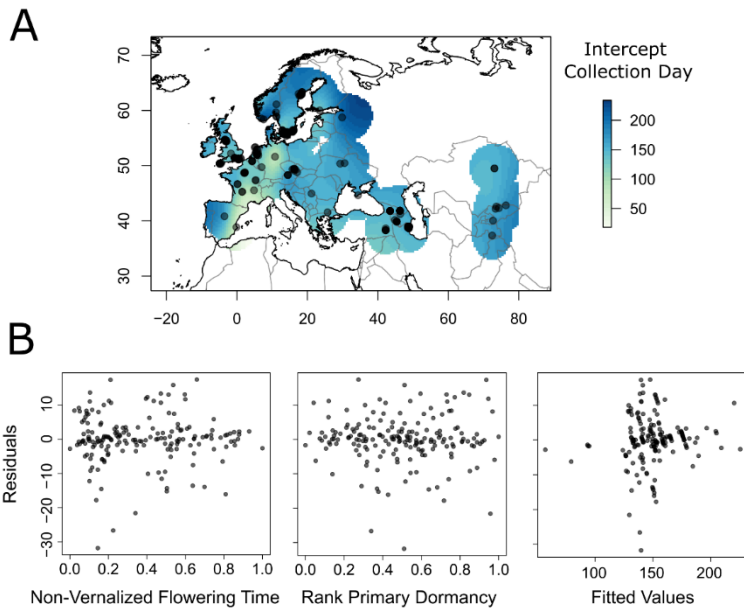 A
Intercept
Collection Day
70
60
50
40
30
−20 0 20 40 60 80
200
150
100
50
B
Residuals
10
0
−10
−20
−30
0.0 0.2 0.4 0.6 0.8 1.0
0.0 0.2 0.4 0.6 0.8 1.0
100 150 200
Non-Vernalized Flowering Time
Rank Primary Dormancy
Fitted Values